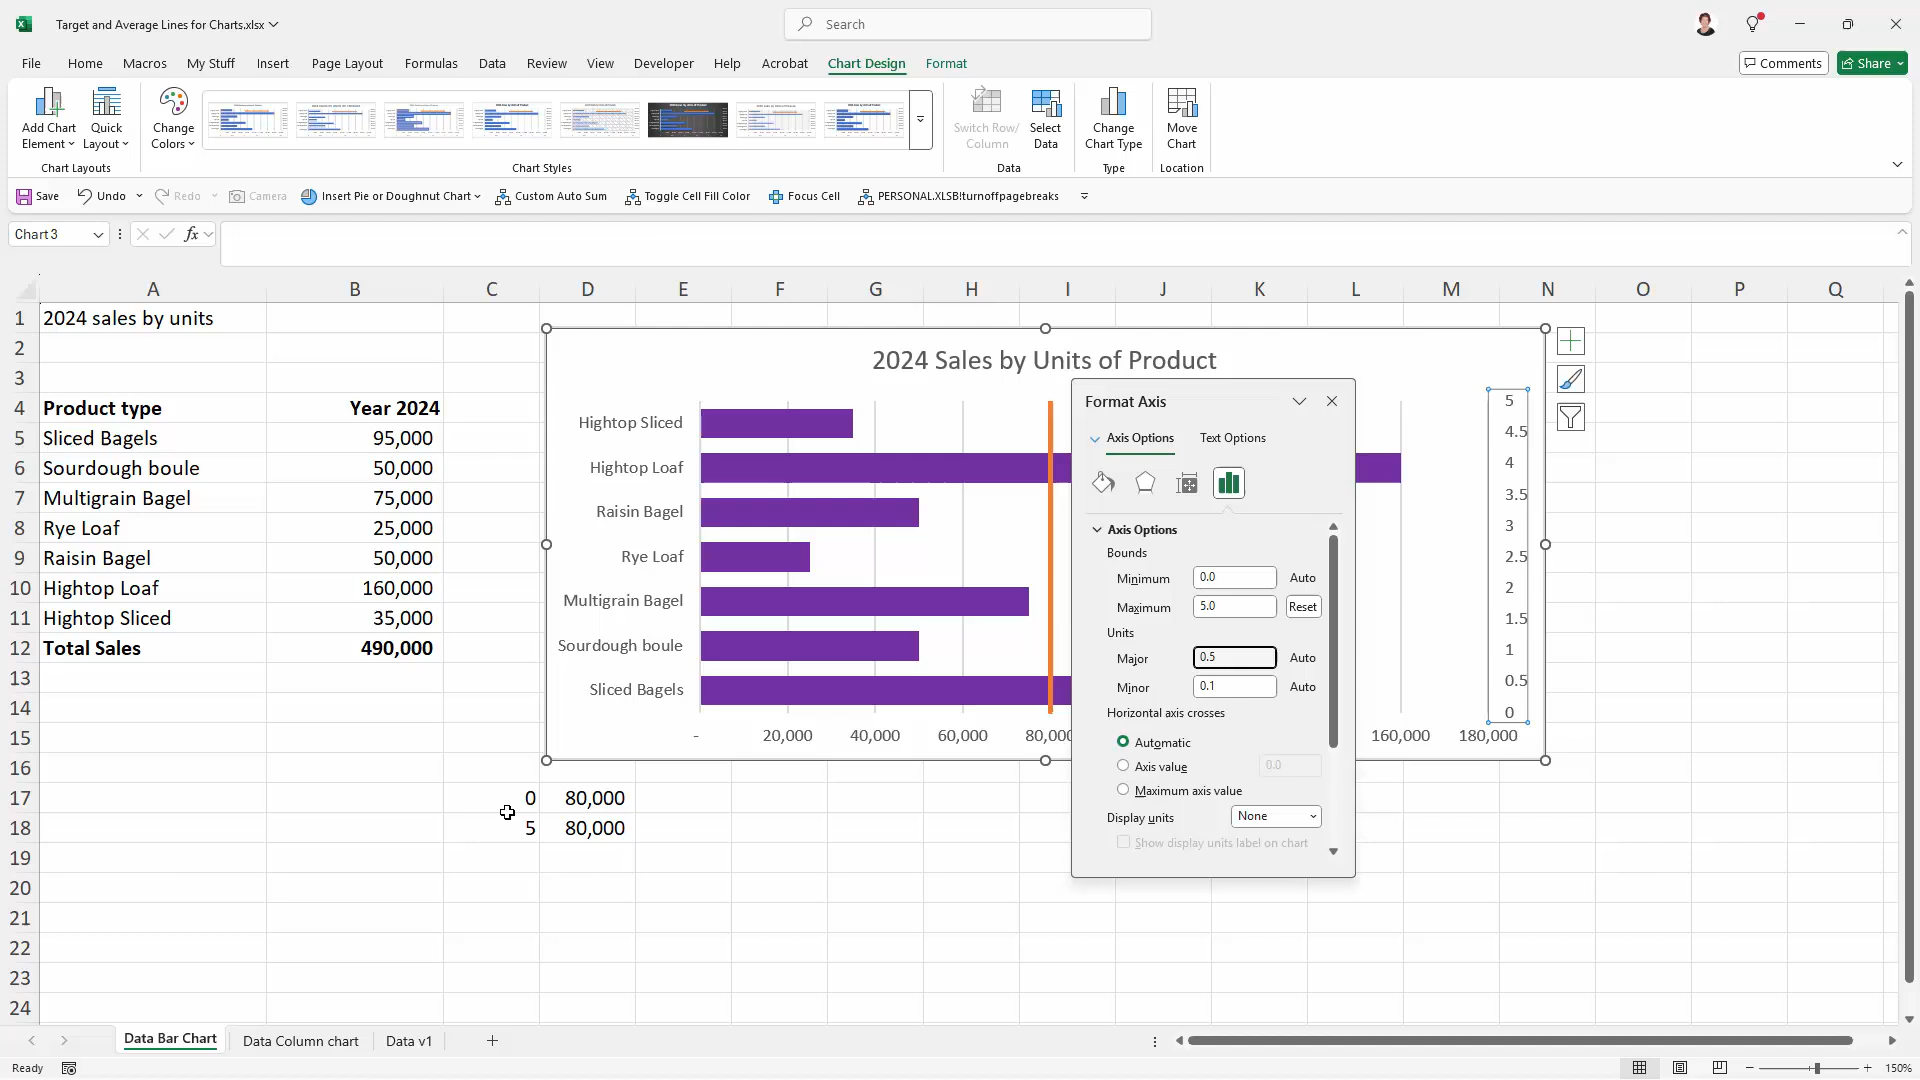 Target and Average Lines for Charts.xlsx
Search
File Home Macros My Stuff Insert Page Layout Formulas Data Review View Developer Help Acrobat Chart Design Format
Comments Share
Add Chart Element
Quick Layout
Change Colors
Switch Row/ Column
Select Data
Change Chart Type
Move Chart
Chart Layouts Chart Styles Data Type Location
Save Undo Redo Camera Insert Pie or Doughnut Chart Custom Auto Sum Toggle Cell Fill Color Focus Cell PERSONAL.XLSB!turnoffpagebreaks
Chart 3 fx
A B C D E F G H I J K L M N O P Q
1 2024 sales by units
2
3
4 Product type Year 2024
5 Sliced Bagels 95,000
6 Sourdough boule 50,000
7 Multigrain Bagel 75,000
8 Rye Loaf 25,000
9 Raisin Bagel 50,000
10 Hightop Loaf 160,000
11 Hightop Sliced 35,000
12 Total Sales 490,000
13
14
15
16
17 0 80,000
18 5 80,000
19
20
21
22
23
24
2024 Sales by Units of Product
Hightop Sliced
Hightop Loaf
Raisin Bagel
Rye Loaf
Multigrain Bagel
Sourdough boule
Sliced Bagels
- 20,000 40,000 60,000 80,000 160,000 180,000
5
4.5
4
3.5
3
2.5
2
1.5
1
0.5
0
Format Axis
Axis Options Text Options
Axis Options
Bounds
Minimum 0.0 Auto
Maximum 5.0 Reset
Units
Major 0.5 Auto
Minor 0.1 Auto
Horizontal axis crosses
Automatic
Axis value 0.0
Maximum axis value
Display units None
Show display units label on chart
Data Bar Chart Data Column chart Data v1
Ready 150%